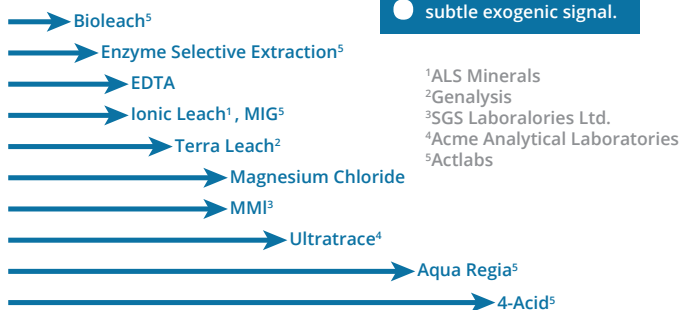 subtle exogenic signal.
Bioleach⁵
Enzyme Selective Extraction⁵
EDTA
Ionic Leach¹ , MIG⁵
Terra Leach²
Magnesium Chloride
MMI³
Ultratrace⁴
Aqua Regia⁵
4-Acid⁵
¹ALS Minerals
²Genalysis
³SGS Laboralories Ltd.
⁴Acme Analytical Laboratories
⁵Actlabs